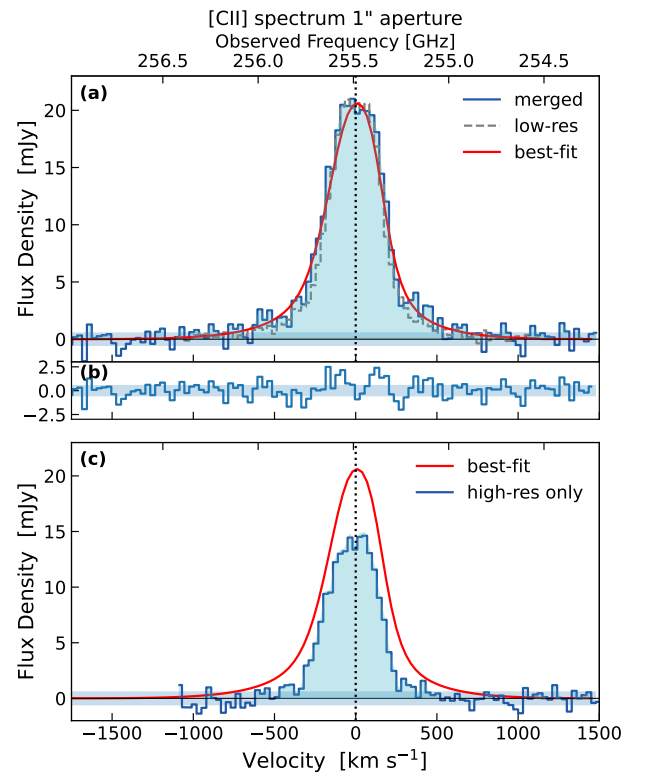 [CII] spectrum 1" aperture
Observed Frequency [GHz]
256.5 256.0 255.5 255.0 254.5
(a)
merged
low-res
best-fit
20
15
10
5
0
Flux Density [mJy]
(b)
2.5
0.0
−2.5
(c)
best-fit
high-res only
20
15
10
5
0
Flux Density [mJy]
−1500 −1000 −500 0 500 1000 1500
Velocity [km s⁻¹]